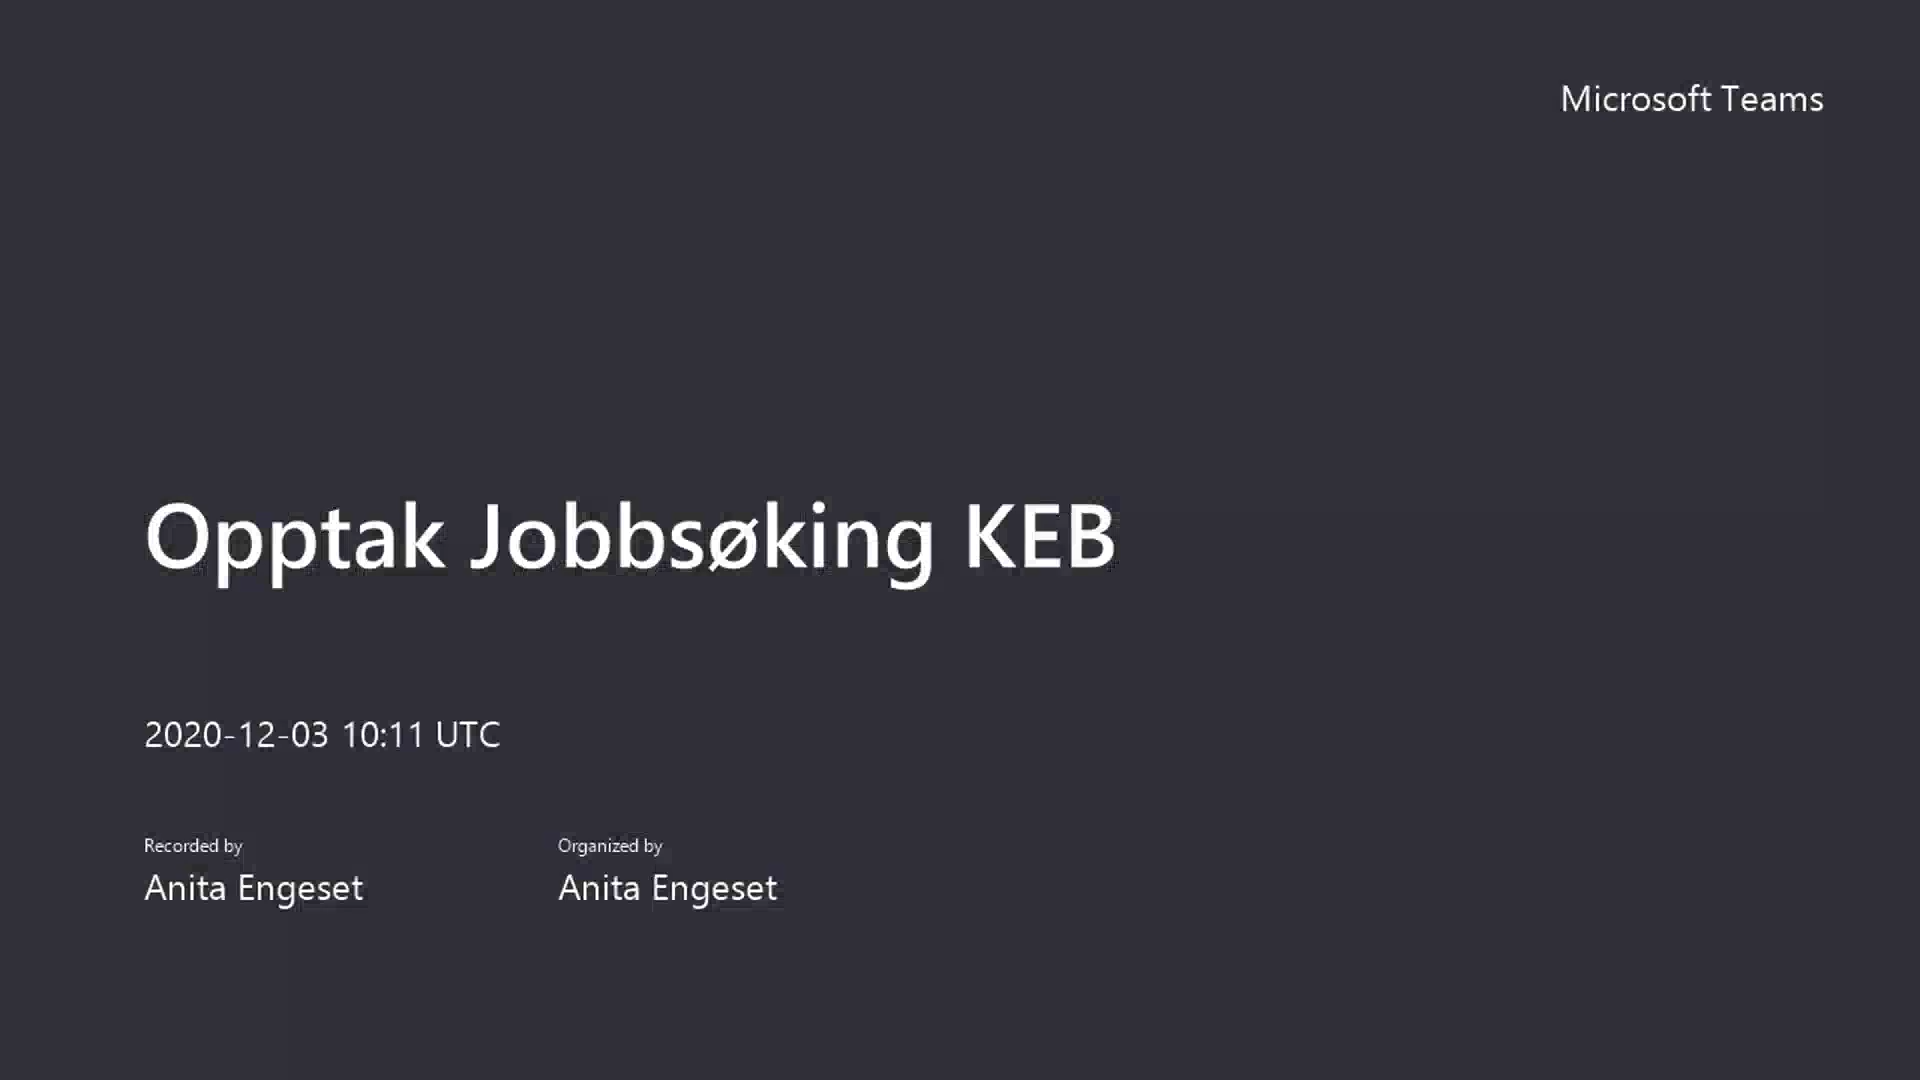 Microsoft Teams
Opptak Jobbsøking KEB
2020-12-03 10:11 UTC
Recorded by
Anita Engeset
Organized by
Anita Engeset